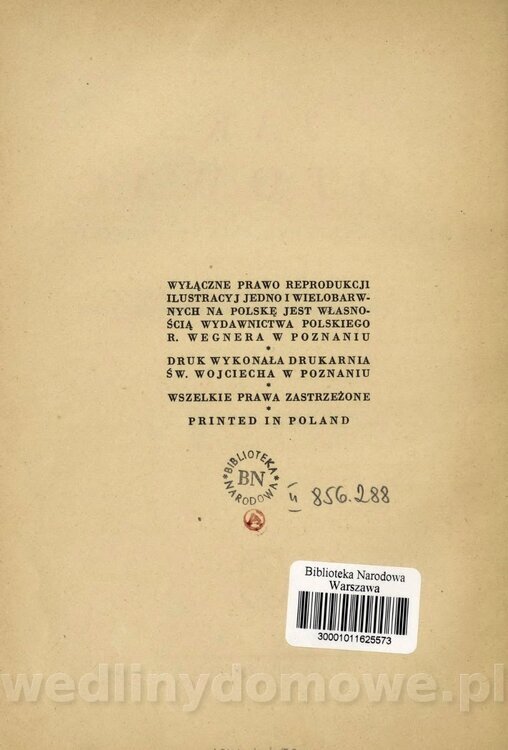 WYŁĄCZNE PRAWO REPRODUKCJI
ILUSTRACYJ JEDNO I WIELOBARW-
NYCH NA POLSKĘ JEST WŁASNO-
ŚCIĄ WYDAWNICTWA POLSKIEGO
R. WEGNERA W POZNANIU
*
DRUK WYKONAŁA DRUKARNIA
ŚW. WOJCIECHA W POZNANIU
*
WSZELKIE PRAWA ZASTRZEŻONE
*
PRINTED IN POLAND
*BIBLIOTEKA*
BN
NARODOWA
II 856.288
Biblioteka Narodowa
Warszawa
30001011625573
wedlinydomowe.pl